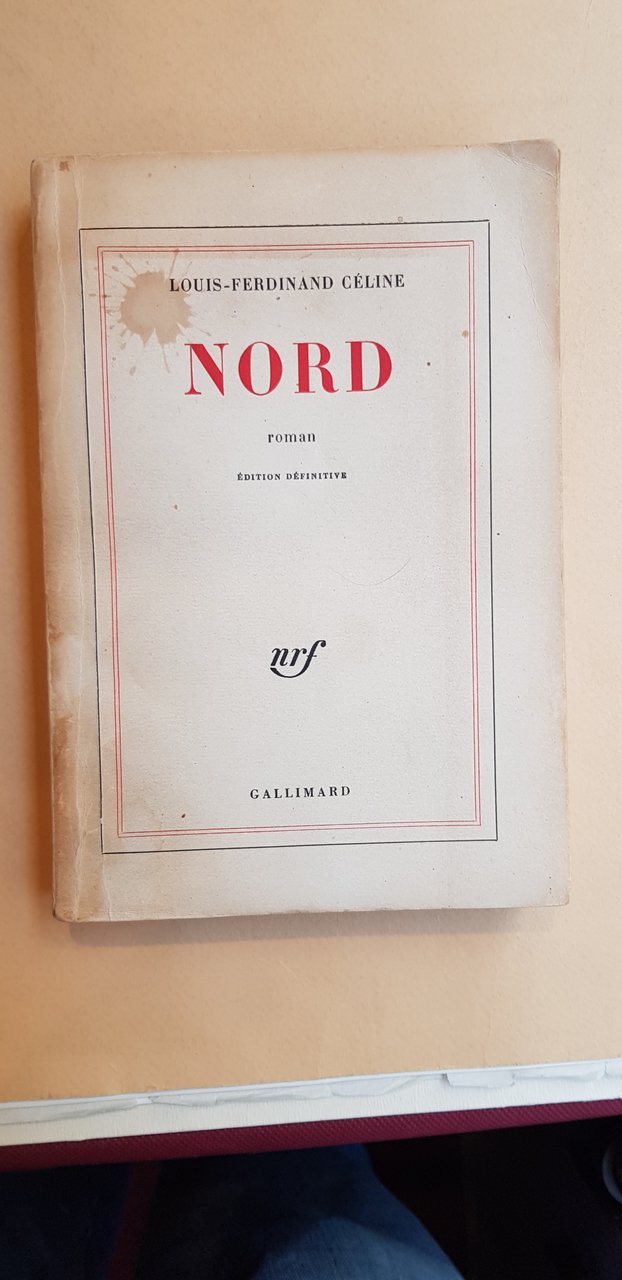 LOUIS-FERDINAND CÉLINE
NORD
roman
ÉDITION DÉFINITIVE
nrf
GALLIMARD